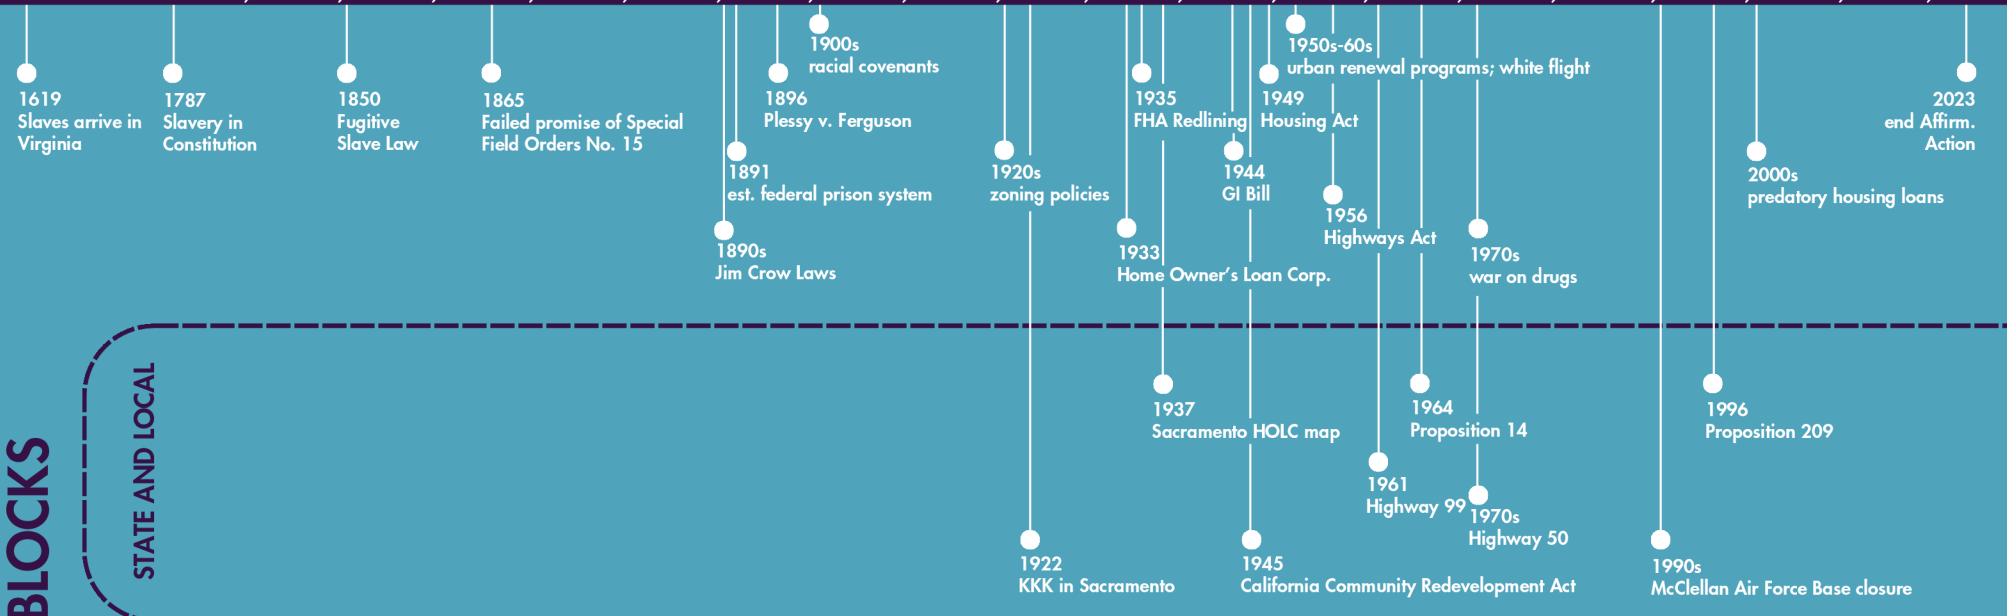 1619
Slaves arrive in
Virginia
1787
Slavery in
Constitution
1850
Fugitive
Slave Law
1865
Failed promise of Special
Field Orders No. 15
1890s
Jim Crow Laws
1891
est. federal prison system
1896
Plessy v. Ferguson
1900s
racial covenants
1920s
zoning policies
1933
Home Owner's Loan Corp.
1935
FHA Redlining
1944
GI Bill
1949
Housing Act
1950s-60s
urban renewal programs; white flight
1956
Highways Act
1970s
war on drugs
2000s
predatory housing loans
2023
end Affirm.
Action
BLOCKS
STATE AND LOCAL
1922
KKK in Sacramento
1937
Sacramento HOLC map
1945
California Community Redevelopment Act
1961
Highway 99
1964
Proposition 14
1970s
Highway 50
1990s
McClellan Air Force Base closure
1996
Proposition 209